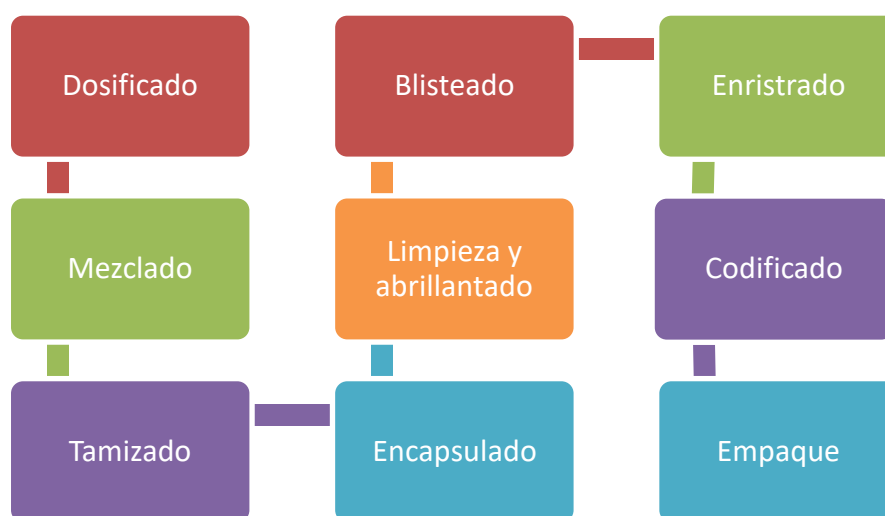 Dosificado
Mezclado
Tamizado
Encapsulado
Limpieza y
abrillantado
Blisteado
Enristrado
Codificado
Empaque